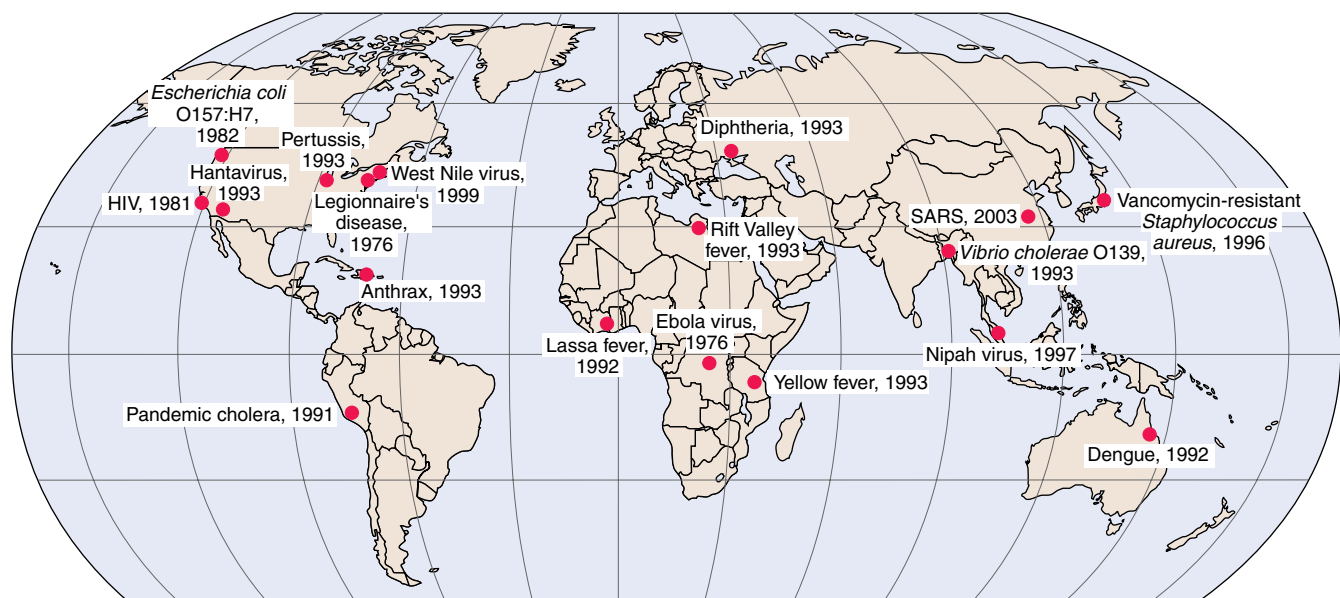 Escherichia coli
O157:H7,
1982
Pertussis,
1993
Hantavirus,
1993
West Nile virus,
1999
HIV, 1981
Legionnaire's
disease,
1976
Anthrax, 1993
Pandemic cholera, 1991
Diphtheria, 1993
Rift Valley
fever, 1993
Lassa fever,
1992
Ebola virus,
1976
Yellow fever, 1993
SARS, 2003
Vancomycin-resistant
Staphylococcus
aureus, 1996
Vibrio cholerae O139,
1993
Nipah virus, 1997
Dengue, 1992